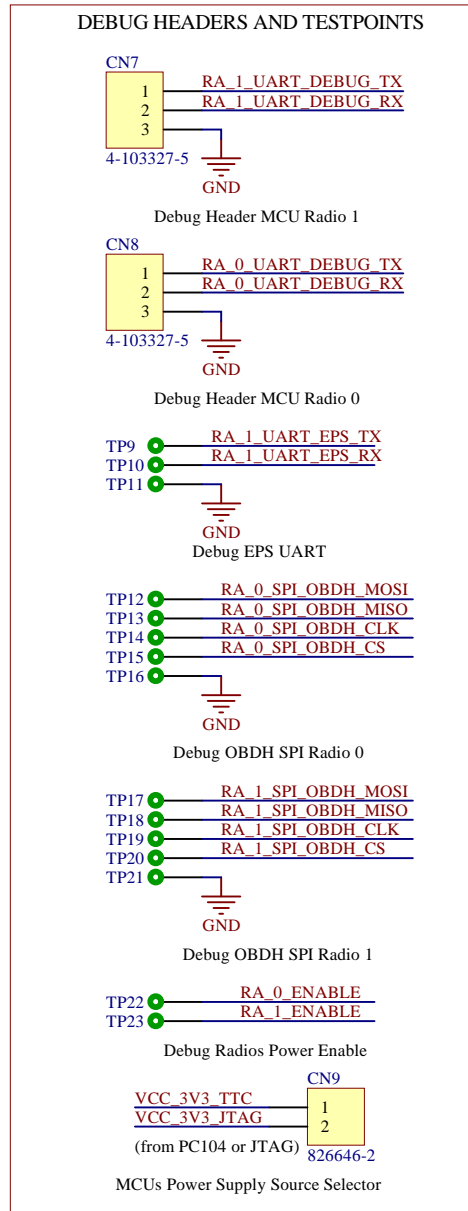 DEBUG HEADERS AND TESTPOINTS
CN7
1 RA_1_UART_DEBUG_TX
2 RA_1_UART_DEBUG_RX
3
4-103327-5
GND
Debug Header MCU Radio 1
CN8
1 RA_0_UART_DEBUG_TX
2 RA_0_UART_DEBUG_RX
3
4-103327-5
GND
Debug Header MCU Radio 0
TP9 RA_1_UART_EPS_TX
TP10 RA_1_UART_EPS_RX
TP11
GND
Debug EPS UART
TP12 RA_0_SPI_OBDH_MOSI
TP13 RA_0_SPI_OBDH_MISO
TP14 RA_0_SPI_OBDH_CLK
TP15 RA_0_SPI_OBDH_CS
TP16
GND
Debug OBDH SPI Radio 0
TP17 RA_1_SPI_OBDH_MOSI
TP18 RA_1_SPI_OBDH_MISO
TP19 RA_1_SPI_OBDH_CLK
TP20 RA_1_SPI_OBDH_CS
TP21
GND
Debug OBDH SPI Radio 1
TP22 RA_0_ENABLE
TP23 RA_1_ENABLE
Debug Radios Power Enable
CN9
VCC_3V3_TTC 1
VCC_3V3_JTAG 2
(from PC104 or JTAG) 826646-2
MCUs Power Supply Source Selector